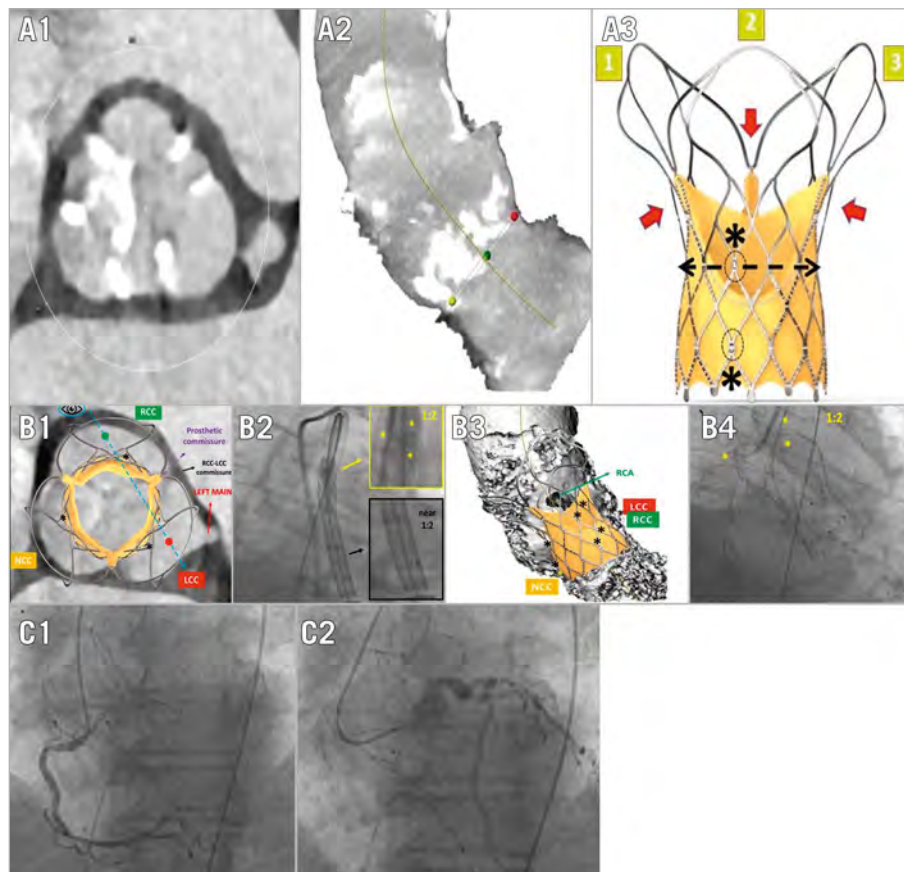 A1
A2
A3
1
2
3
*
*
B1
RCC
Prosthetic
commissure
RCC-LCC
commissure
LEFT MAIN
NCC
LCC
B2
1:2
near
1:2
B3
RCA
LCC
RCC
NCC
B4
1:2
C1
C2